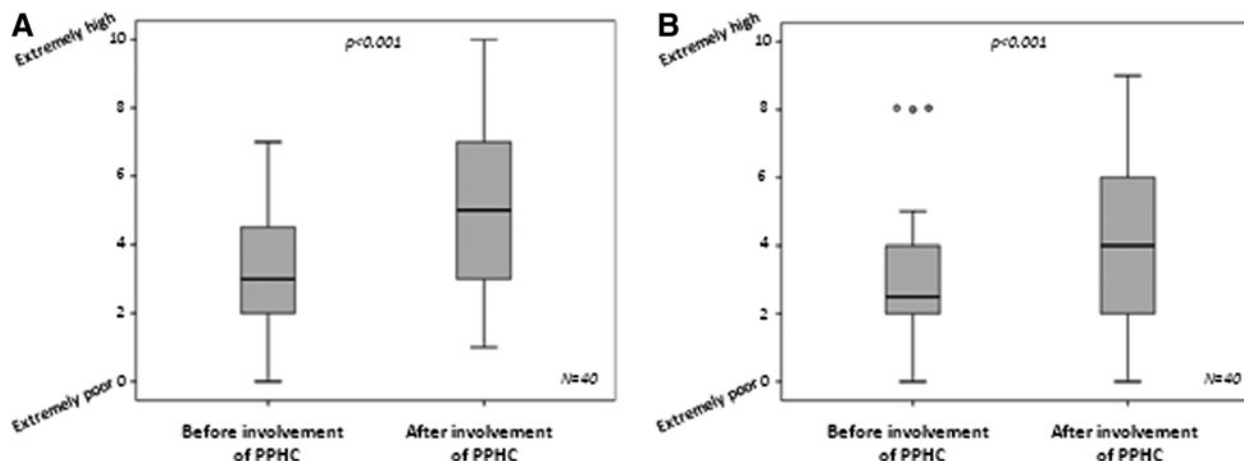 A
Extremely high
10
8
6
4
2
0
Extremely poor
p<0.001
N=40
Before involvement
of PPHC
After involvement
of PPHC
B
Extremely high
10
8
6
4
2
0
Extremely poor
p<0.001
N=40
Before involvement
of PPHC
After involvement
of PPHC